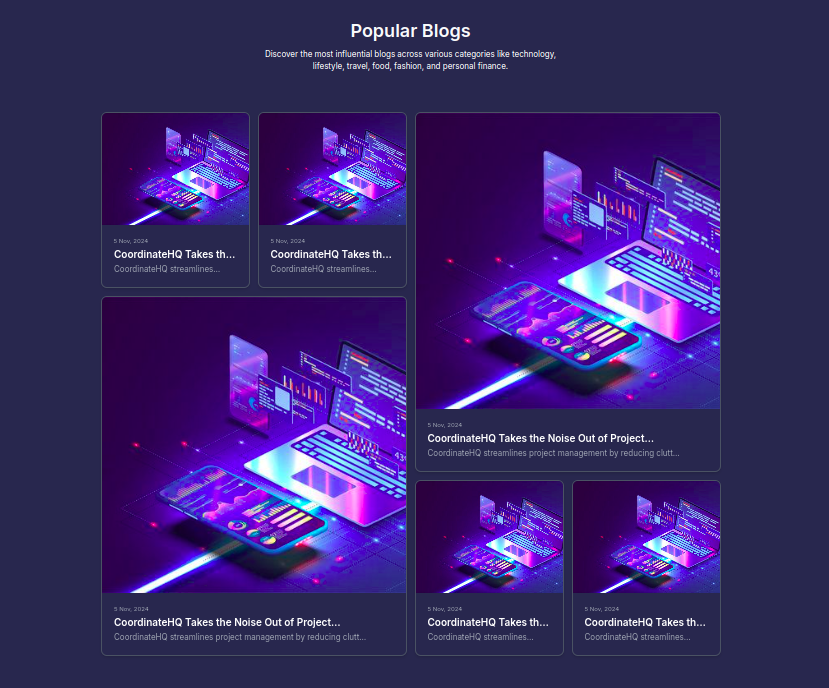 Popular Blogs
Discover the most influential blogs across various categories like technology,
lifestyle, travel, food, fashion, and personal finance.
5 Nov, 2024
CoordinateHQ Takes th...
CoordinateHQ streamlines...
5 Nov, 2024
CoordinateHQ Takes th...
CoordinateHQ streamlines...
5 Nov, 2024
CoordinateHQ Takes the Noise Out of Project...
CoordinateHQ streamlines project management by reducing clutt...
5 Nov, 2024
CoordinateHQ Takes the Noise Out of Project...
CoordinateHQ streamlines project management by reducing clutt...
5 Nov, 2024
CoordinateHQ Takes th...
CoordinateHQ streamlines...
5 Nov, 2024
CoordinateHQ Takes th...
CoordinateHQ streamlines...